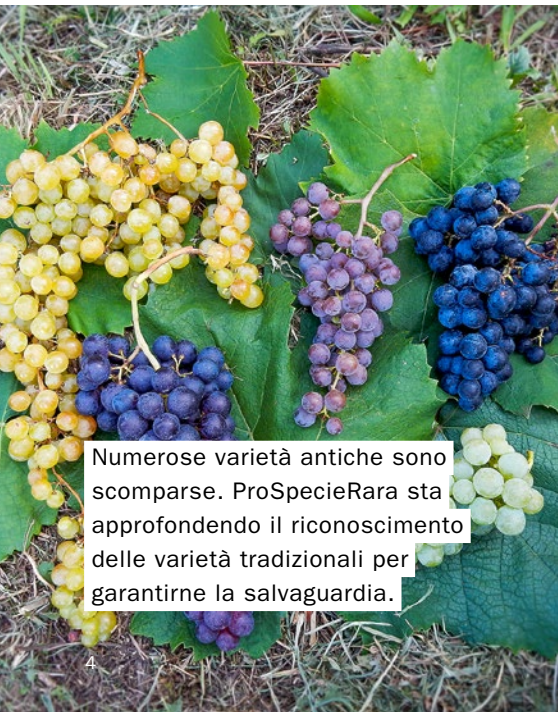 Numerose varietà antiche sono
scomparse. ProSpecieRara sta
approfondendo il riconoscimento
delle varietà tradizionali per
garantirne la salvaguardia.
4